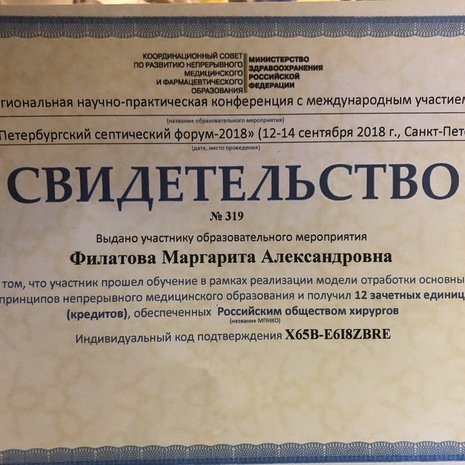 КООРДИНАЦИОННЫЙ СОВЕТ
ПО РАЗВИТИЮ НЕПРЕРЫВНОГО
МЕДИЦИНСКОГО
И ФАРМАЦЕВТИЧЕСКОГО
ОБРАЗОВАНИЯ
МИНИСТЕРСТВО
ЗДРАВООХРАНЕНИЯ
РОССИЙСКОЙ
ФЕДЕРАЦИИ
гиональная научно-практическая конференция с международным участием
(название образовательного мероприятия)
Петербургский септический форум-2018» (12-14 сентября 2018 г., Санкт-Пете
(дата, место проведения)
СВИДЕТЕЛЬСТВО
№ 319
Выдано участнику образовательного мероприятия
Филатова Маргарита Александровна
том, что участник прошел обучение в рамках реализации модели отработки основны
принципов непрерывного медицинского образования и получил 12 зачетных единиц
(кредитов), обеспеченных Российским обществом хирургов
(название МПНКО)
Индивидуальный код подтверждения X65B-E6I8ZBRE